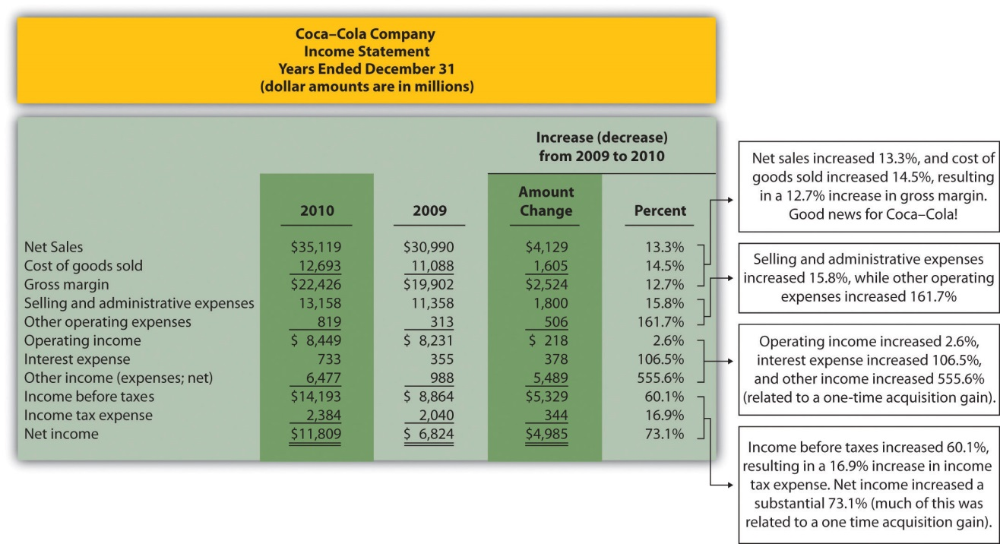 Coca–Cola Company
Income Statement
Years Ended December 31
(dollar amounts are in millions)
Increase (decrease)
from 2009 to 2010
2010 2009 Amount Change Percent
Net Sales $35,119 $30,990 $4,129 13.3%
Cost of goods sold 12,693 11,088 1,605 14.5%
Gross margin $22,426 $19,902 $2,524 12.7%
Selling and administrative expenses 13,158 11,358 1,800 15.8%
Other operating expenses 819 313 506 161.7%
Operating income $ 8,449 $ 8,231 $ 218 2.6%
Interest expense 733 355 378 106.5%
Other income (expenses; net) 6,477 988 5,489 555.6%
Income before taxes $14,193 $ 8,864 $5,329 60.1%
Income tax expense 2,384 2,040 344 16.9%
Net income $11,809 $ 6,824 $4,985 73.1%
Net sales increased 13.3%, and cost of
goods sold increased 14.5%, resulting
in a 12.7% increase in gross margin.
Good news for Coca–Cola!
Selling and administrative expenses
increased 15.8%, while other operating
expenses increased 161.7%
Operating income increased 2.6%,
interest expense increased 106.5%,
and other income increased 555.6%
(related to a one-time acquisition gain).
Income before taxes increased 60.1%,
resulting in a 16.9% increase in income
tax expense. Net income increased a
substantial 73.1% (much of this was
related to a one time acquisition gain).